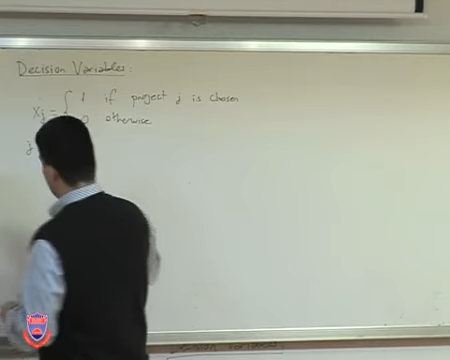 Decision Variables:
Xj = { 1 if project j is chosen
0 otherwise
j